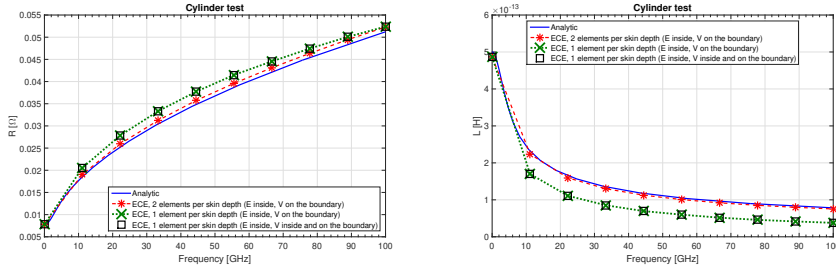 Cylinder test
0.055
0.05
0.045
0.04
0.035
0.03
0.025
0.02
0.015
0.01
0.005
R [Ω]
Analytic
ECE, 2 elements per skin depth (E inside, V on the boundary)
ECE, 1 element per skin depth (E inside, V on the boundary)
ECE, 1 element per skin depth (E inside, V inside and on the boundary)
0 10 20 30 40 50 60 70 80 90 100
Frequency [GHz]
Cylinder test
6 ×10⁻¹³
5
4
3
2
1
0
L [H]
Analytic
ECE, 2 elements per skin depth (E inside, V on the boundary)
ECE, 1 element per skin depth (E inside, V on the boundary)
ECE, 1 element per skin depth (E inside, V inside and on the boundary)
0 10 20 30 40 50 60 70 80 90 100
Frequency [GHz]